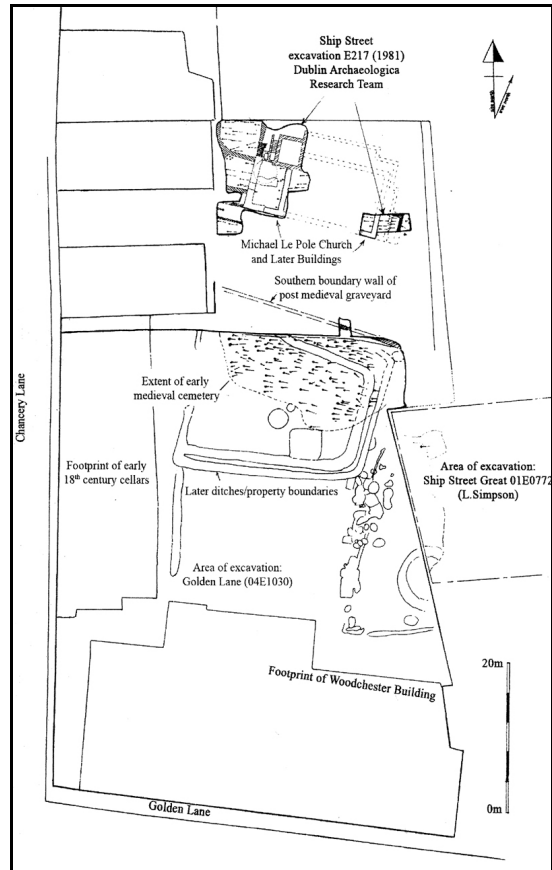 Ship Street
excavation E217 (1981)
Dublin Archaeologica
Research Team
Michael Le Pole Church
and Later Buildings
Southern boundary wall of
post medieval graveyard
Extent of early
medieval cemetery
Chancery Lane
Footprint of early
18th century cellars
Area of excavation:
Ship Street Great 01E0772
(L.Simpson)
Later ditches/property boundaries
Area of excavation:
Golden Lane (04E1030)
Footprint of Woodchester Building
20m
0m
Golden Lane